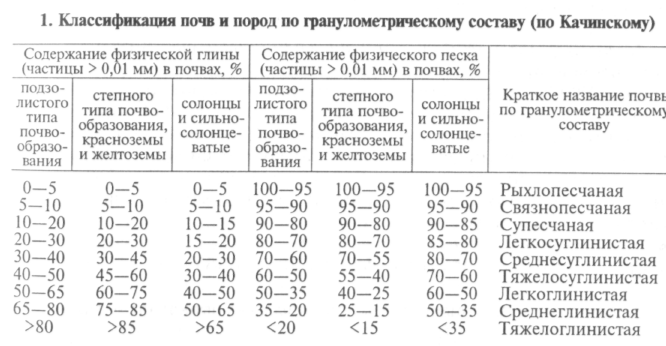 1. Классификация почв и пород по гранулометрическому составу (по Качинскому)
Содержание физической глины (частицы > 0,01 мм) в почвах, % | Содержание физического песка (частицы > 0,01 мм) в почвах, % | Краткое название почвы по гранулометрическому составу
подзолистого типа почвообразования | степного типа почвообразования, красноземы и желтоземы | солонцы и сильносолонцеватые | подзолистого типа почвообразования | степного типа почвообразования, красноземы и желтоземы | солонцы и сильносолонцеватые
0—5 0—5 0—5 100—95 100—95 100—95 Рыхлопесчаная
5—10 5—10 5—10 95—90 95—90 95—90 Связнопесчаная
10—20 10—20 10—15 90—80 90—80 90—85 Супесчаная
20—30 20—30 15—20 80—70 80—70 85—80 Легкосуглинистая
30—40 30—45 20—30 70—60 70—55 80—70 Среднесуглинистая
40—50 45—60 30—40 60—50 55—40 70—60 Тяжелосуглинистая
50—65 60—75 40—50 50—35 40—25 60—50 Легкоглинистая
65—80 75—85 50—65 35—20 25—15 50—35 Среднеглинистая
>80 >85 >65 <20 <15 <35 Тяжелоглинистая